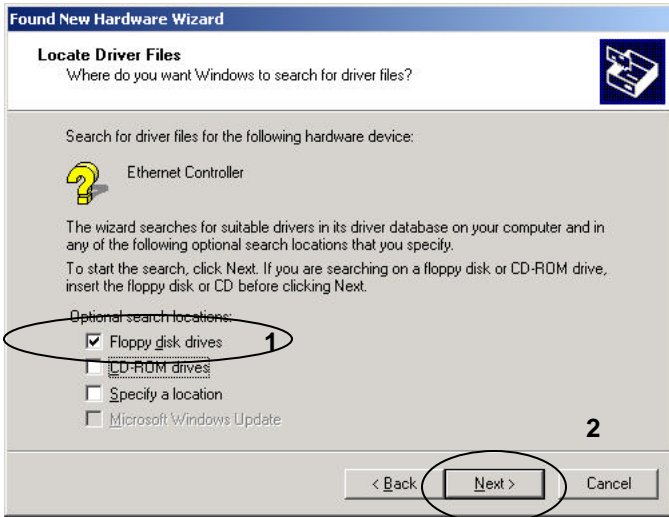 Found New Hardware Wizard
Locate Driver Files
Where do you want Windows to search for driver files?
Search for driver files for the following hardware device:
Ethernet Controller
The wizard searches for suitable drivers in its driver database on your computer and in
any of the following optional search locations that you specify.
To start the search, click Next. If you are searching on a floppy disk or CD-ROM drive,
insert the floppy disk or CD before clicking Next.
Optional search locations:
Floppy disk drives 1
CD-ROM drives
Specify a location
Microsoft Windows Update
2
< Back Next > Cancel